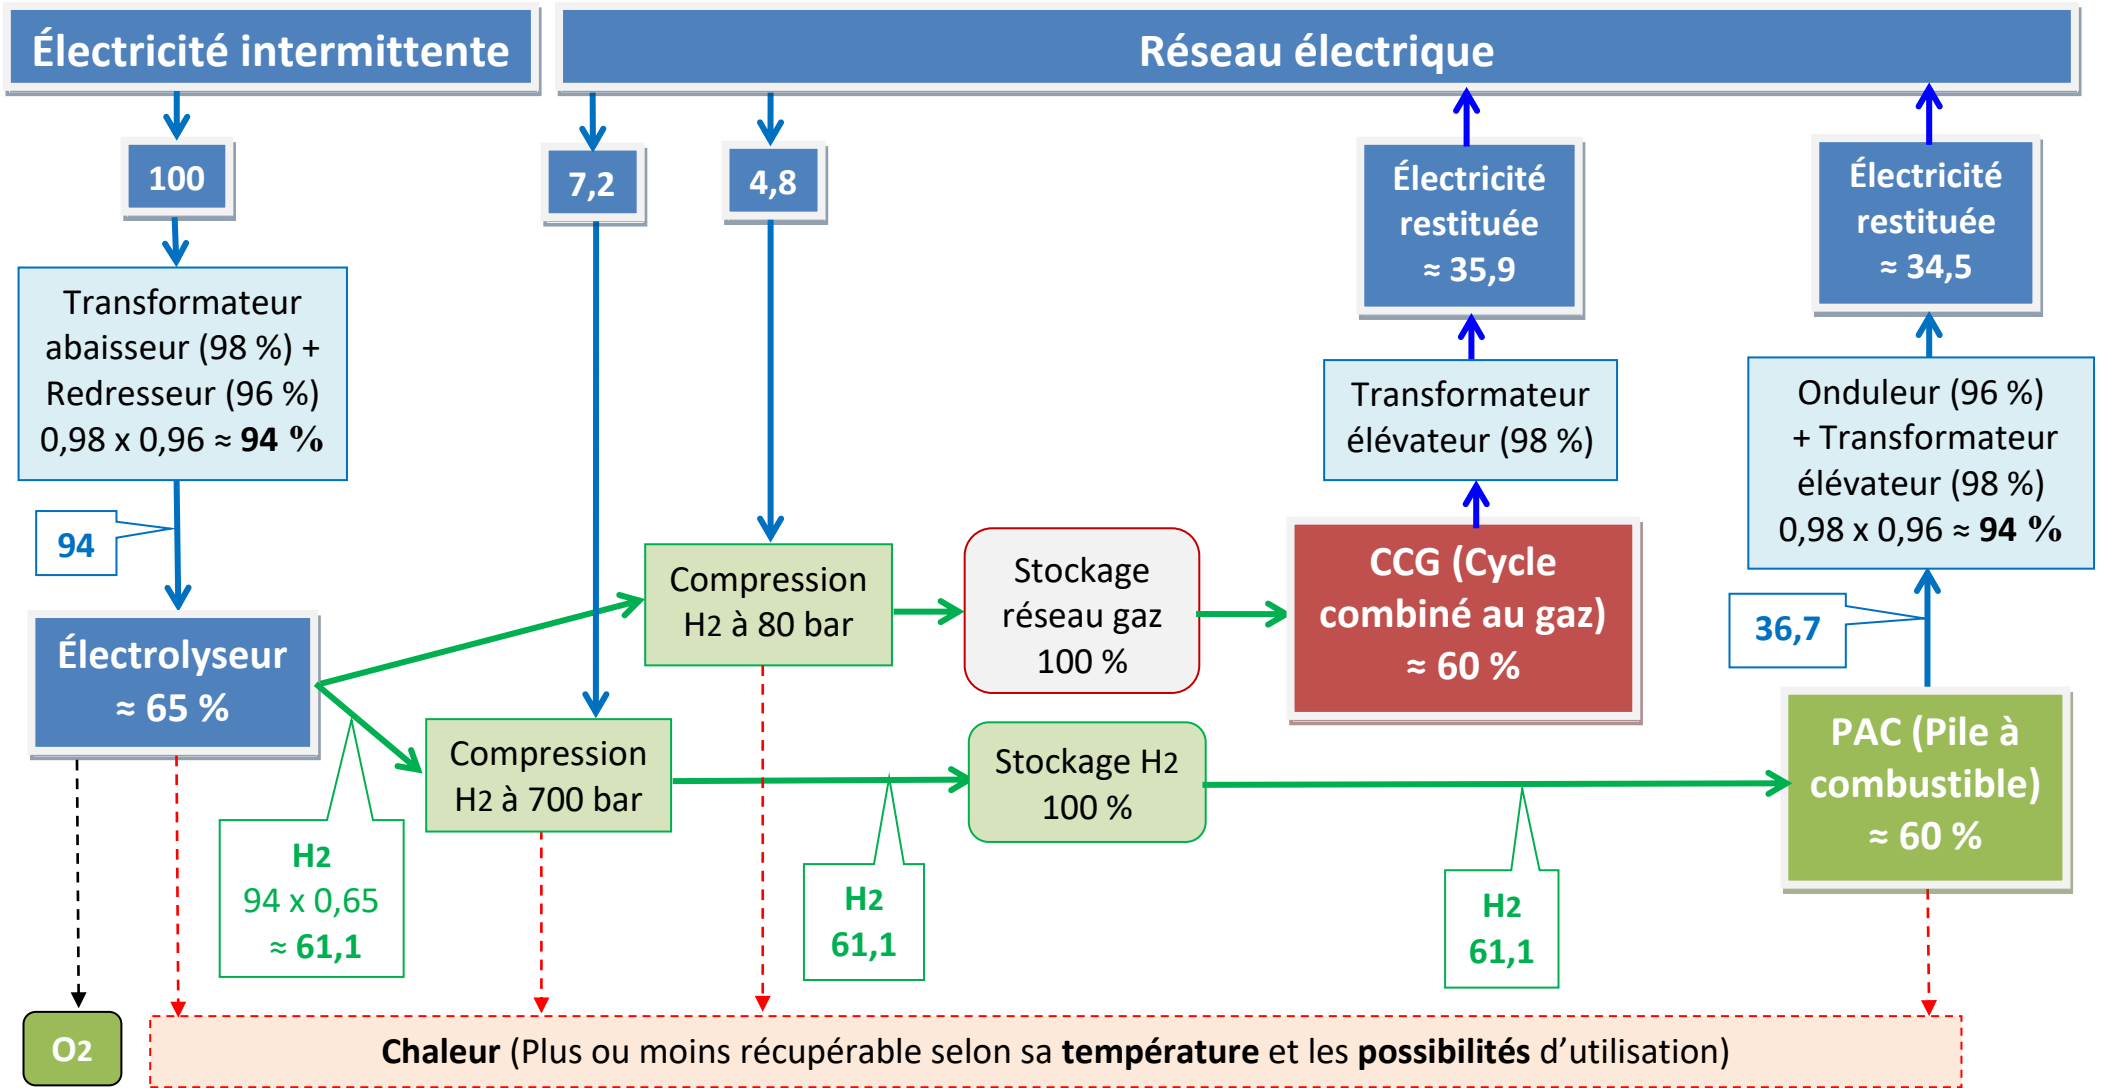 Électricité intermittente
Réseau électrique
100
7,2
4,8
Électricité
restituée
≈ 35,9
Électricité
restituée
≈ 34,5
Transformateur
abaisseur (98 %) +
Redresseur (96 %)
0,98 x 0,96 ≈ 94 %
Transformateur
élévateur (98 %)
Onduleur (96 %)
+ Transformateur
élévateur (98 %)
0,98 x 0,96 ≈ 94 %
94
Compression
H2 à 80 bar
Stockage
réseau gaz
100 %
CCG (Cycle
combiné au gaz)
≈ 60 %
36,7
Électrolyseur
≈ 65 %
Compression
H2 à 700 bar
Stockage H2
100 %
PAC (Pile à
combustible)
≈ 60 %
H2
94 x 0,65
≈ 61,1
H2
61,1
H2
61,1
O2
Chaleur (Plus ou moins récupérable selon sa température et les possibilités d’utilisation)